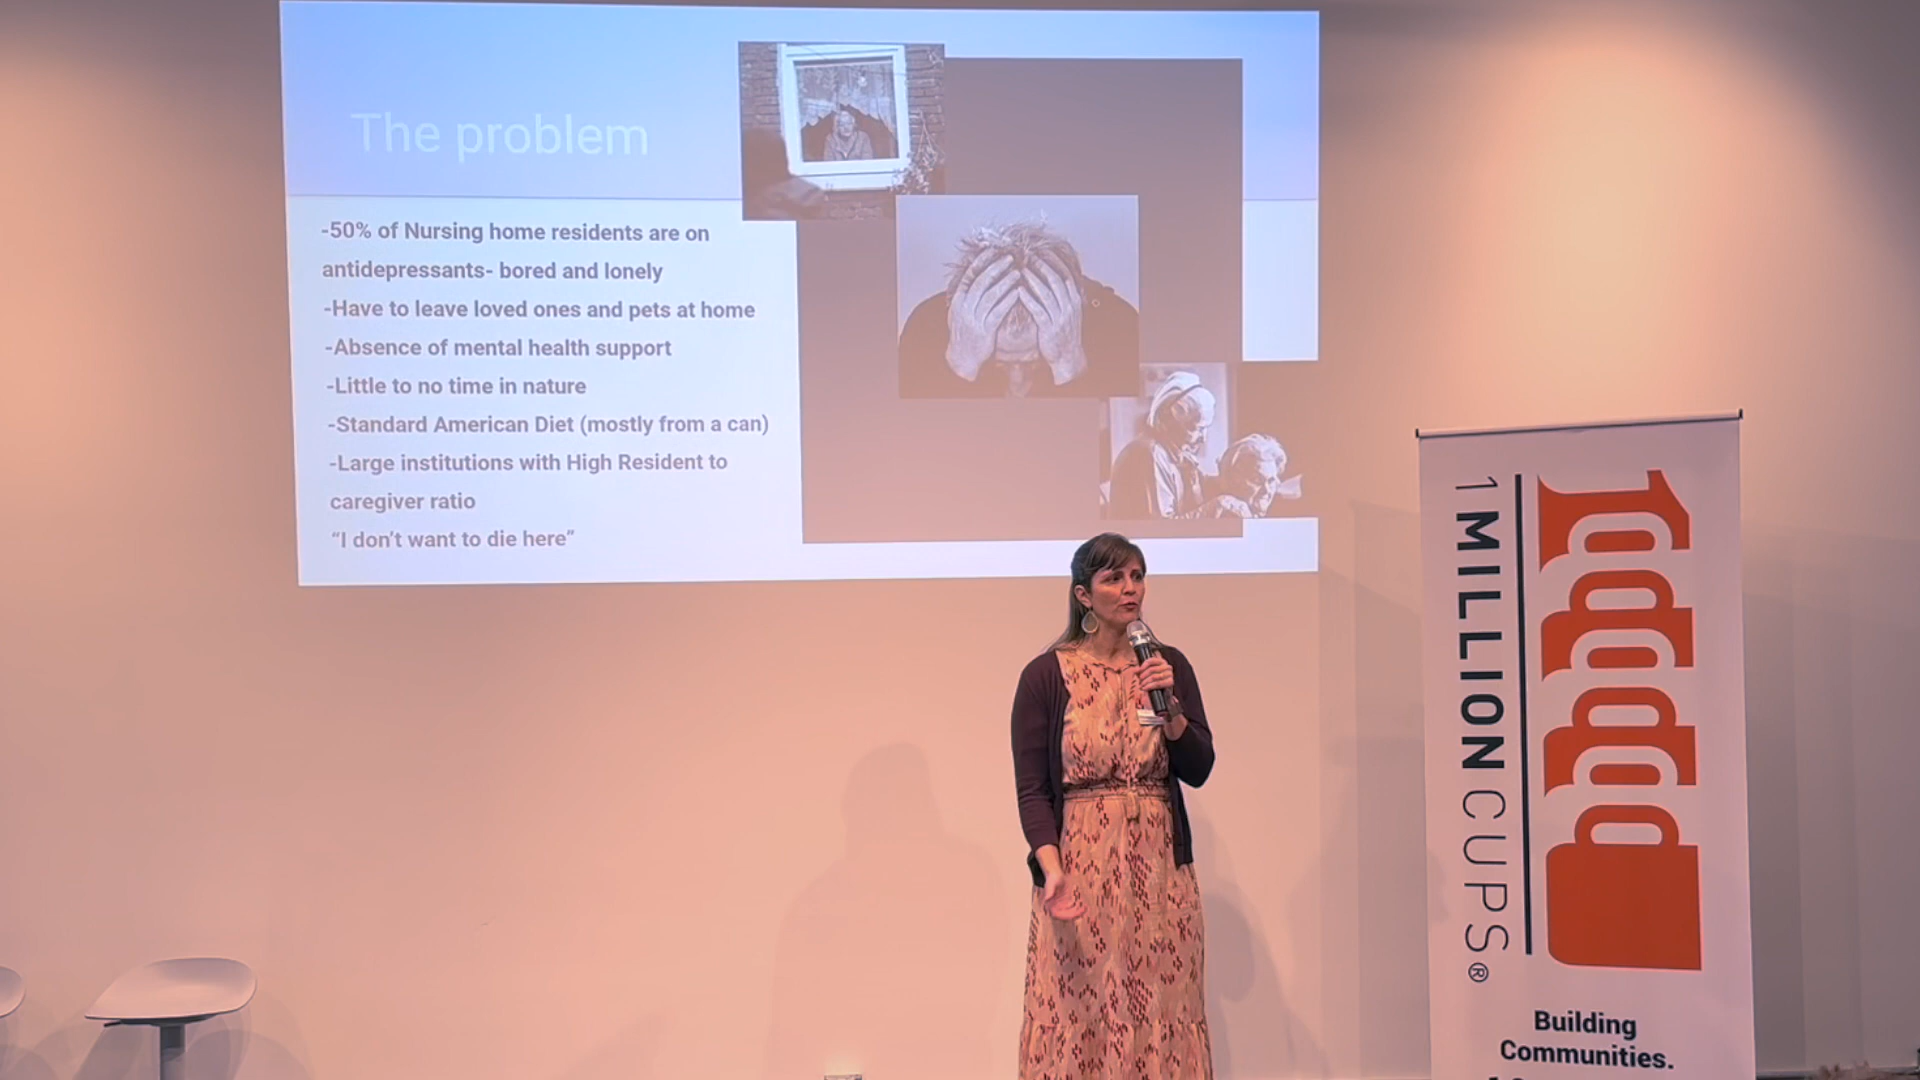 The problem
-50% of Nursing home residents are on
antidepressants- bored and lonely
-Have to leave loved ones and pets at home
-Absence of mental health support
-Little to no time in nature
-Standard American Diet (mostly from a can)
-Large institutions with High Resident to
caregiver ratio
“I don’t want to die here”
1 MILLION CUPS®
Building
Communities.